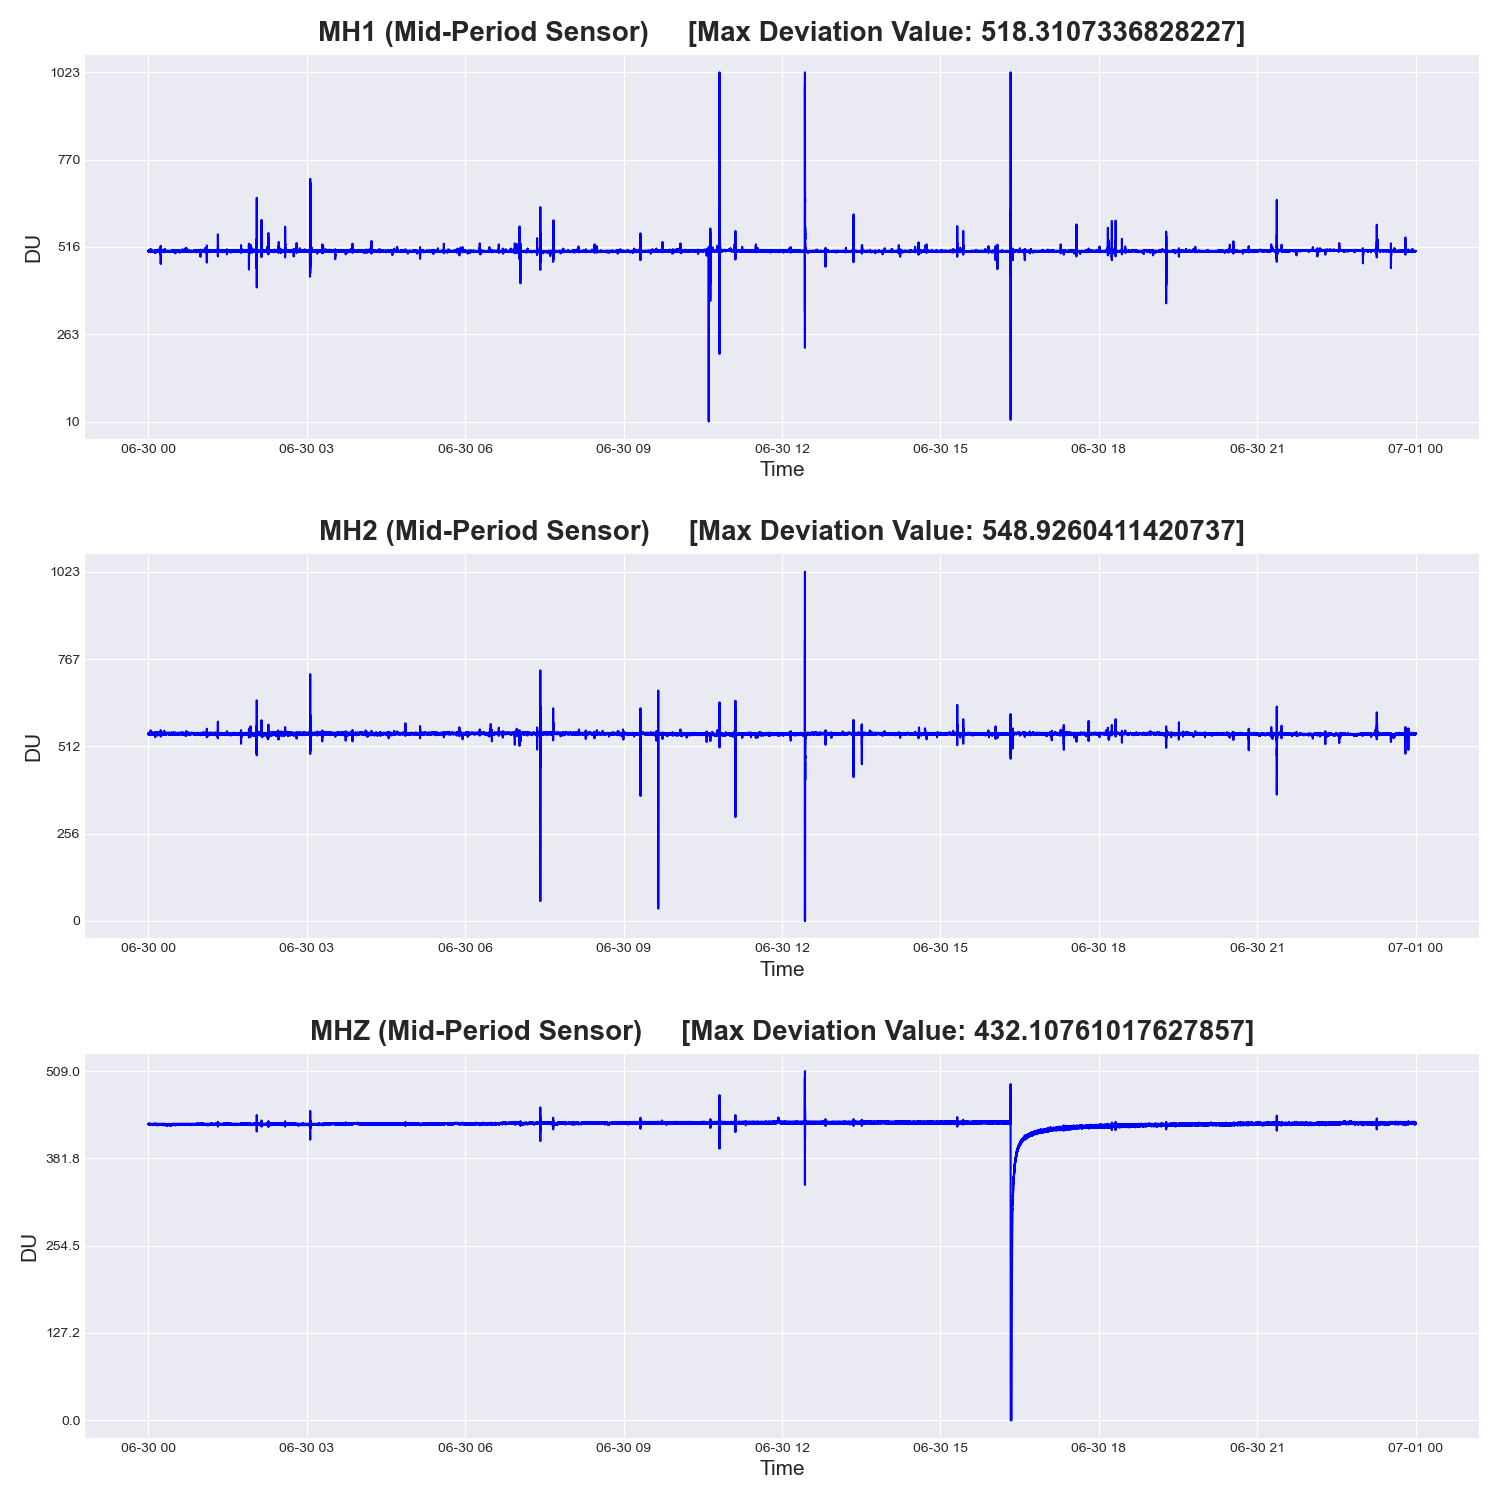 MH1 (Mid-Period Sensor) [Max Deviation Value: 518.3107336828227]
1023
770
516
263
10
DU
06-30 00 06-30 03 06-30 06 06-30 09 06-30 12 06-30 15 06-30 18 06-30 21 07-01 00
Time
MH2 (Mid-Period Sensor) [Max Deviation Value: 548.9260411420737]
1023
767
512
256
0
DU
06-30 00 06-30 03 06-30 06 06-30 09 06-30 12 06-30 15 06-30 18 06-30 21 07-01 00
Time
MHZ (Mid-Period Sensor) [Max Deviation Value: 432.10761017627857]
509.0
381.8
254.5
127.2
0.0
DU
06-30 00 06-30 03 06-30 06 06-30 09 06-30 12 06-30 15 06-30 18 06-30 21 07-01 00
Time